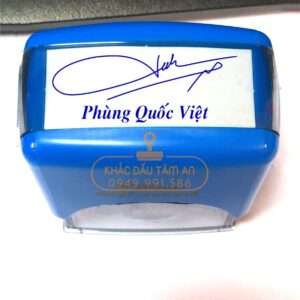 Phùng Quốc Việt
KHẮC DẤU TÂM AN
0949.991.586